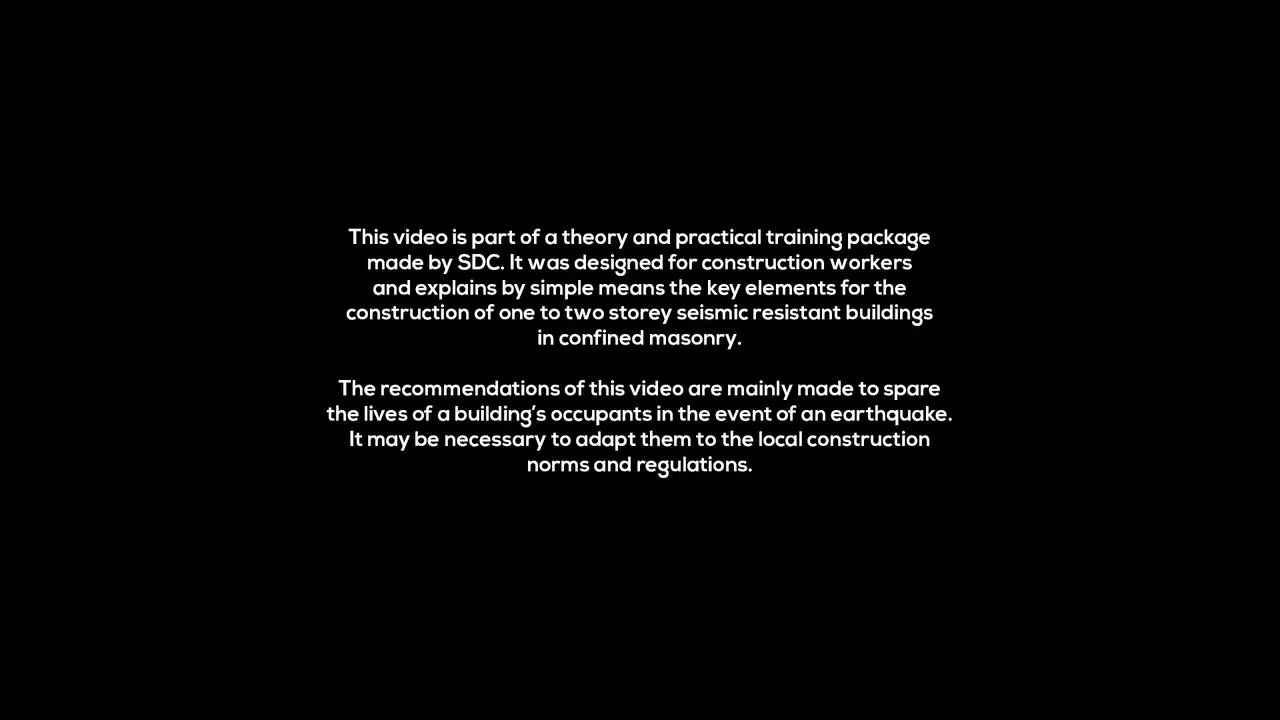 This video is part of a theory and practical training package
made by SDC. It was designed for construction workers
and explains by simple means the key elements for the
construction of one to two storey seismic resistant buildings
in confined masonry.
The recommendations of this video are mainly made to spare
the lives of a building’s occupants in the event of an earthquake.
It may be necessary to adapt them to the local construction
norms and regulations.